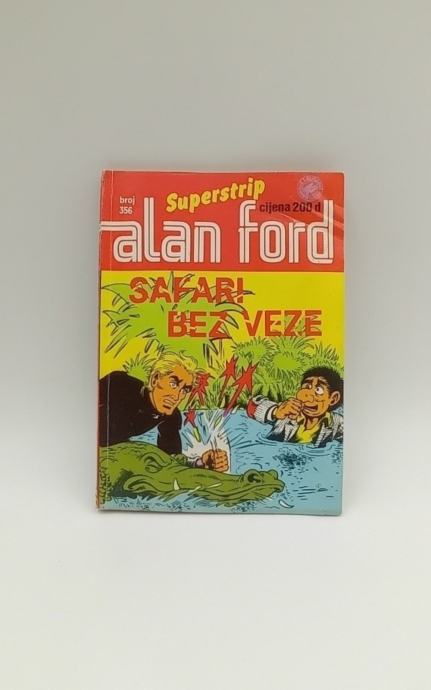 Superstrip
broj
356
cijena 200 d
alan ford
SAFARI
BEZ VEZE